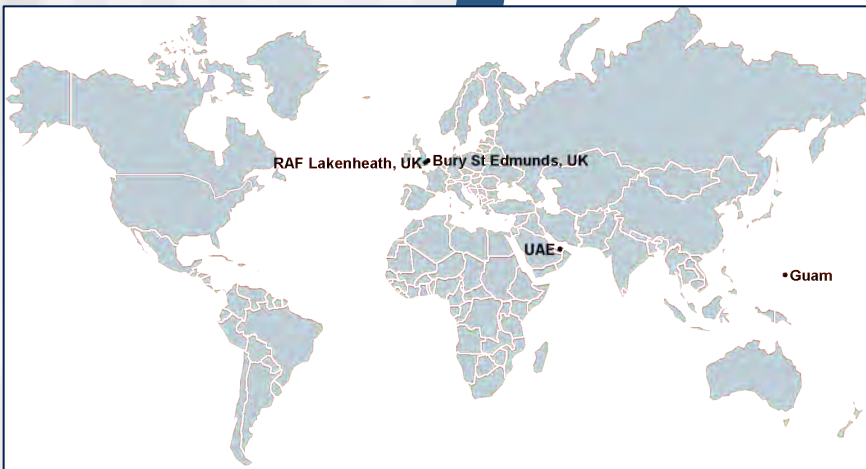 RAF Lakenheath, UK
Bury St Edmunds, UK
UAE
Guam